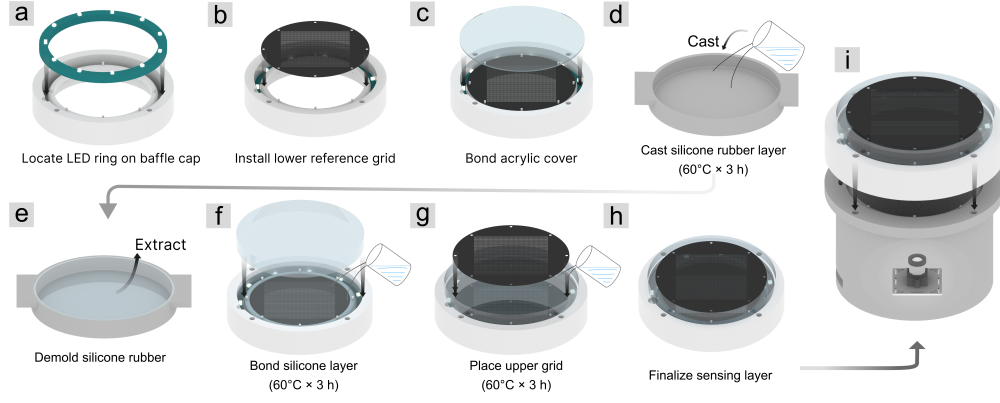 a
Locate LED ring on baffle cap
b
Install lower reference grid
c
Bond acrylic cover
d
Cast
Cast silicone rubber layer
(60°C × 3 h)
e
Extract
Demold silicone rubber
f
Bond silicone layer
(60°C × 3 h)
g
Place upper grid
(60°C × 3 h)
h
Finalize sensing layer
i